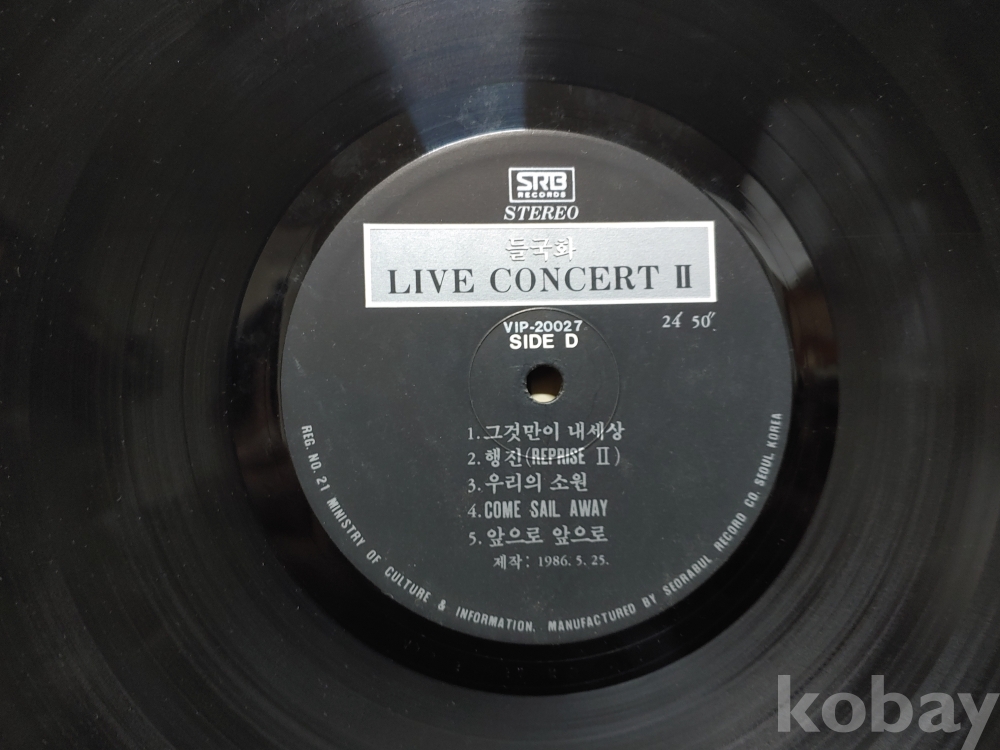 SRB
RECORDS
STEREO
들국화
LIVE CONCERT Ⅱ
24′ 50″
VIP-20027
SIDE D
1.그것만이 내세상
2.행진(REPRISE Ⅱ)
3.우리의 소원
4.COME SAIL AWAY
5.앞으로 앞으로
제작: 1986. 5. 25.
REG. NO. 21 MINISTRY OF CULTURE & INFORMATION. MANUFACTURED BY SEORABUL RECORD CO. SEOUL KOREA
kobay